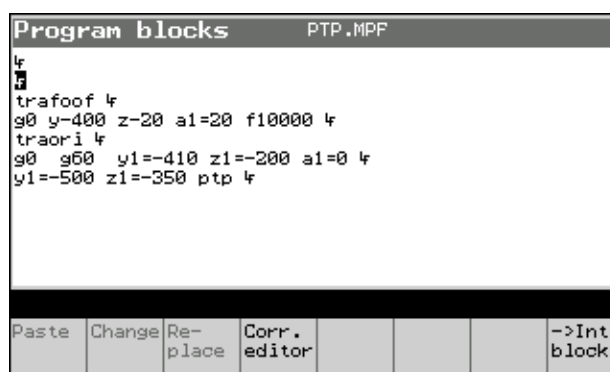 Program blocks PTP.MPF
trafoof
g0 y-400 z-20 a1=20 f10000
traori
g0 g60 y1=-410 z1=-200 a1=0
y1=-500 z1=-350 ptp
Paste Change Re- Corr. ->Int
place editor block